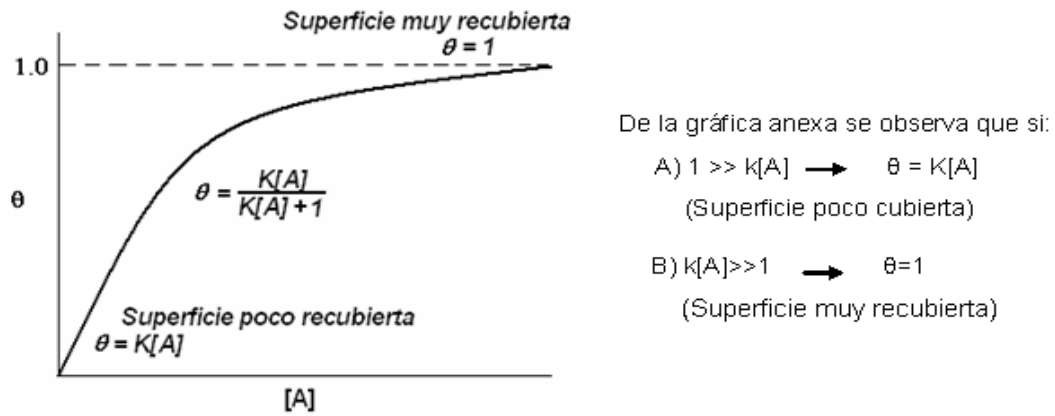 Superficie muy recubierta
θ = 1
1.0
θ = K[A] / K[A] + 1
θ
Superficie poco recubierta
θ = K[A]
[A]
De la gráfica anexa se observa que si:
A) 1 >> k[A] → θ = K[A]
(Superficie poco cubierta)
B) k[A]>>1 → θ=1
(Superficie muy recubierta)